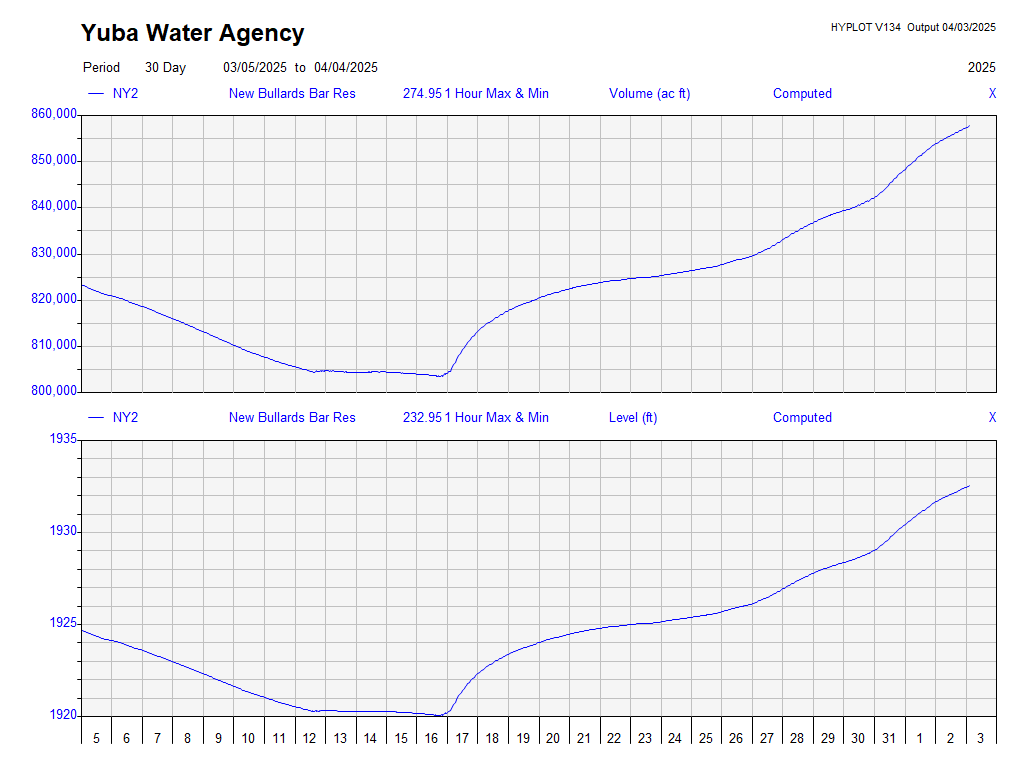 Yuba Water Agency
HYPLOT V134 Output 04/03/2025
Period 30 Day 03/05/2025 to 04/04/2025 2025
NY2 New Bullards Bar Res 274.95 1 Hour Max & Min Volume (ac ft) Computed X
860,000
850,000
840,000
830,000
820,000
810,000
800,000
NY2 New Bullards Bar Res 232.95 1 Hour Max & Min Level (ft) Computed X
1935
1930
1925
1920
5 6 7 8 9 10 11 12 13 14 15 16 17 18 19 20 21 22 23 24 25 26 27 28 29 30 31 1 2 3